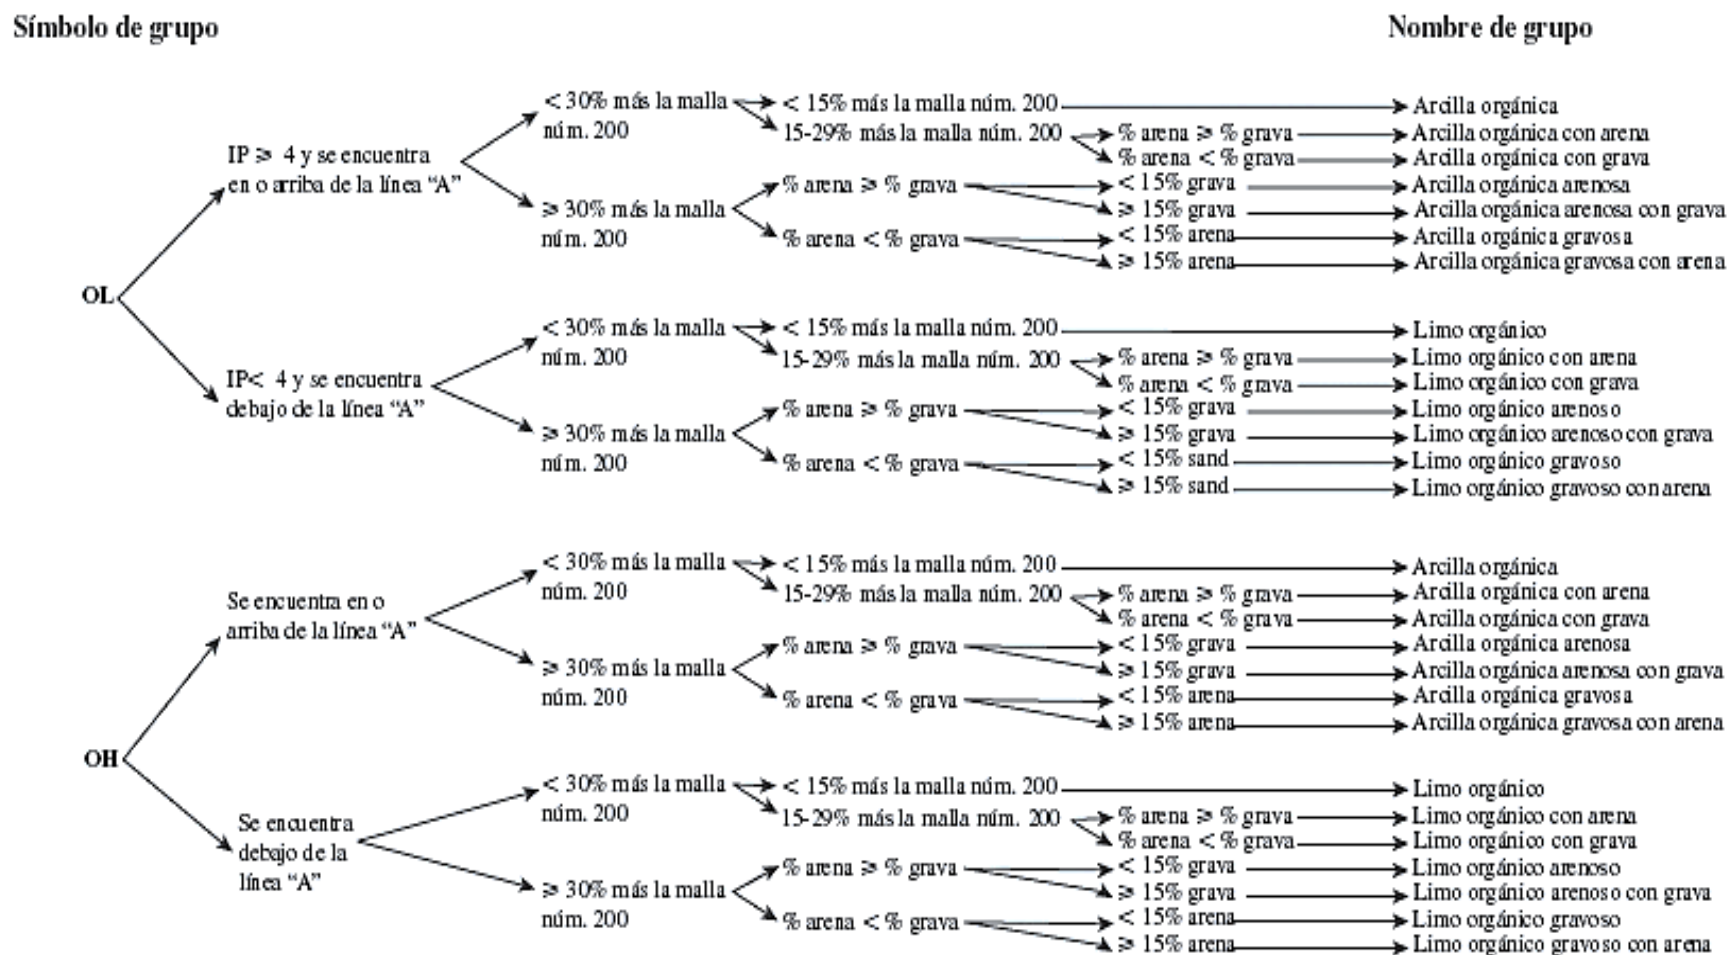 Símbolo de grupo
Nombre de grupo
OL
IP ⩾ 4 y se encuentra
en o arriba de la línea “A”
< 30% más la malla
núm. 200
< 15% más la malla núm. 200
Arcilla orgánica
15-29% más la malla núm. 200
% arena ⩾ % grava
Arcilla orgánica con arena
% arena < % grava
Arcilla orgánica con grava
⩾ 30% más la malla
núm. 200
% arena ⩾ % grava
< 15% grava
Arcilla orgánica arenosa
⩾ 15% grava
Arcilla orgánica arenosa con grava
% arena < % grava
< 15% arena
Arcilla orgánica gravosa
⩾ 15% arena
Arcilla orgánica gravosa con arena
IP< 4 y se encuentra
debajo de la línea “A”
< 30% más la malla
núm. 200
< 15% más la malla núm. 200
Limo orgánico
15-29% más la malla núm. 200
% arena ⩾ % grava
Limo orgánico con arena
% arena < % grava
Limo orgánico con grava
⩾ 30% más la malla
núm. 200
% arena ⩾ % grava
< 15% grava
Limo orgánico arenoso
⩾ 15% grava
Limo orgánico arenoso con grava
% arena < % grava
< 15% sand
Limo orgánico gravoso
⩾ 15% sand
Limo orgánico gravoso con arena
OH
Se encuentra en o
arriba de la línea “A”
< 30% más la malla
núm. 200
< 15% más la malla núm. 200
Arcilla orgánica
15-29% más la malla núm. 200
% arena ⩾ % grava
Arcilla orgánica con arena
% arena < % grava
Arcilla orgánica con grava
⩾ 30% más la malla
núm. 200
% arena ⩾ % grava
< 15% grava
Arcilla orgánica arenosa
⩾ 15% grava
Arcilla orgánica arenosa con grava
% arena < % grava
< 15% arena
Arcilla orgánica gravosa
⩾ 15% arena
Arcilla orgánica gravosa con arena
Se encuentra
debajo de la
línea “A”
< 30% más la malla
núm. 200
< 15% más la malla núm. 200
Limo orgánico
15-29% más la malla núm. 200
% arena ⩾ % grava
Limo orgánico con arena
% arena < % grava
Limo orgánico con grava
⩾ 30% más la malla
núm. 200
% arena ⩾ % grava
< 15% grava
Limo orgánico arenoso
⩾ 15% grava
Limo orgánico arenoso con grava
% arena < % grava
< 15% arena
Limo orgánico gravoso
⩾ 15% arena
Limo orgánico gravoso con arena